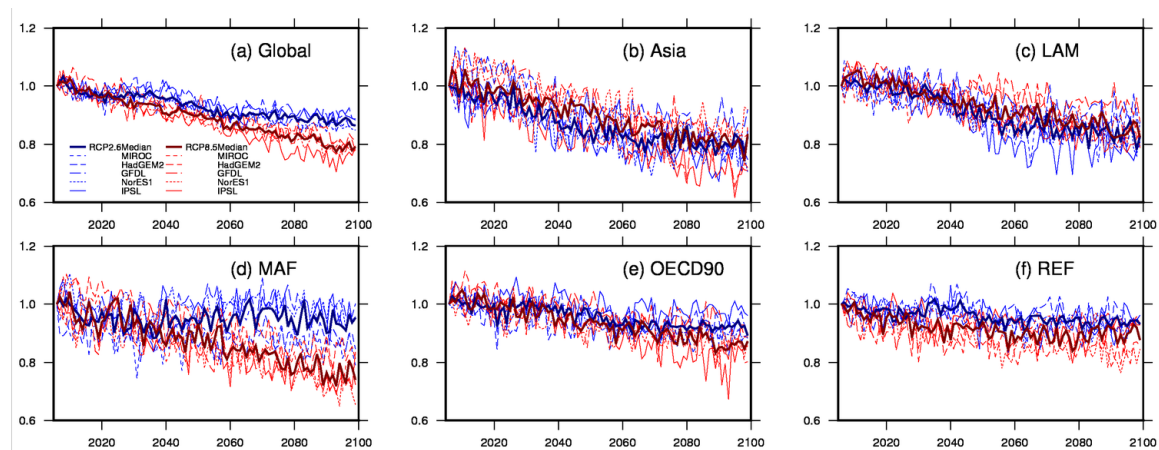 1.2
(a) Global
1.0
0.8
RCP2.6Median RCP8.5Median
MIROC MIROC
HadGEM2 HadGEM2
GFDL GFDL
NorES1 NorES1
IPSL IPSL
0.6
2020 2040 2060 2080 2100
1.2
(b) Asia
1.0
0.8
0.6
2020 2040 2060 2080 2100
1.2
(c) LAM
1.0
0.8
0.6
2020 2040 2060 2080 2100
1.2
(d) MAF
1.0
0.8
0.6
2020 2040 2060 2080 2100
1.2
(e) OECD90
1.0
0.8
0.6
2020 2040 2060 2080 2100
1.2
(f) REF
1.0
0.8
0.6
2020 2040 2060 2080 2100